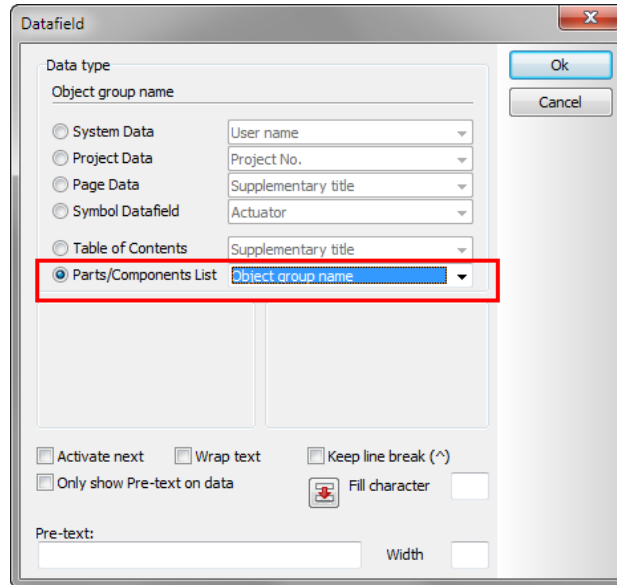 Datafield
Data type
Object group name
System Data User name
Project Data Project No.
Page Data Supplementary title
Symbol Datafield Actuator
Table of Contents Supplementary title
Parts/Components List Object group name
Activate next Wrap text Keep line break (^)
Only show Pre-text on data Fill character
Pre-text:
Width
Ok
Cancel